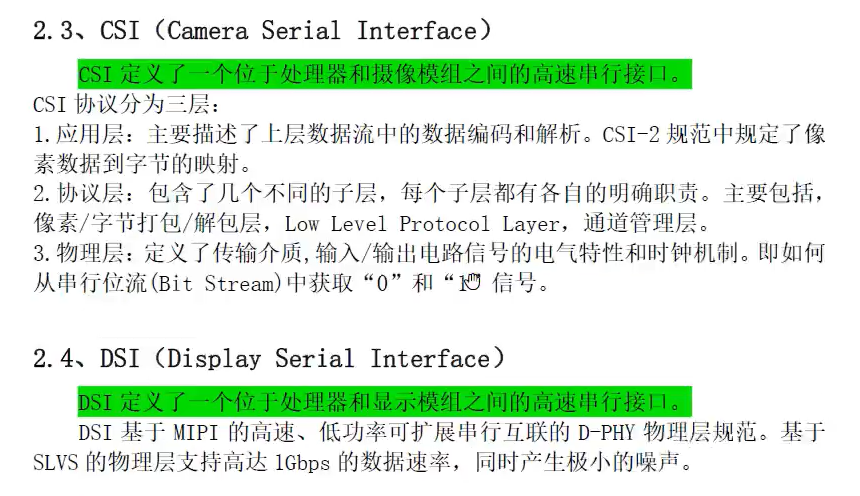 2.3、CSI（Camera Serial Interface）
CSI 定义了一个位于处理器和摄像模组之间的高速串行接口。
CSI 协议分为三层：
1.应用层：主要描述了上层数据流中的数据编码和解析。CSI-2 规范中规定了像
素数据到字节的映射。
2.协议层：包含了几个不同的子层，每个子层都有各自的明确职责。主要包括，
像素/字节打包/解包层，Low Level Protocol Layer，通道管理层。
3.物理层：定义了传输介质,输入/输出电路信号的电气特性和时钟机制。即如何
从串行位流(Bit Stream)中获取“0”和“1 信号。
2.4、DSI（Display Serial Interface）
DSI 定义了一个位于处理器和显示模组之间的高速串行接口。
DSI 基于 MIPI 的高速、低功率可扩展串行互联的 D-PHY 物理层规范。基于
SLVS 的物理层支持高达 1Gbps 的数据速率，同时产生极小的噪声。